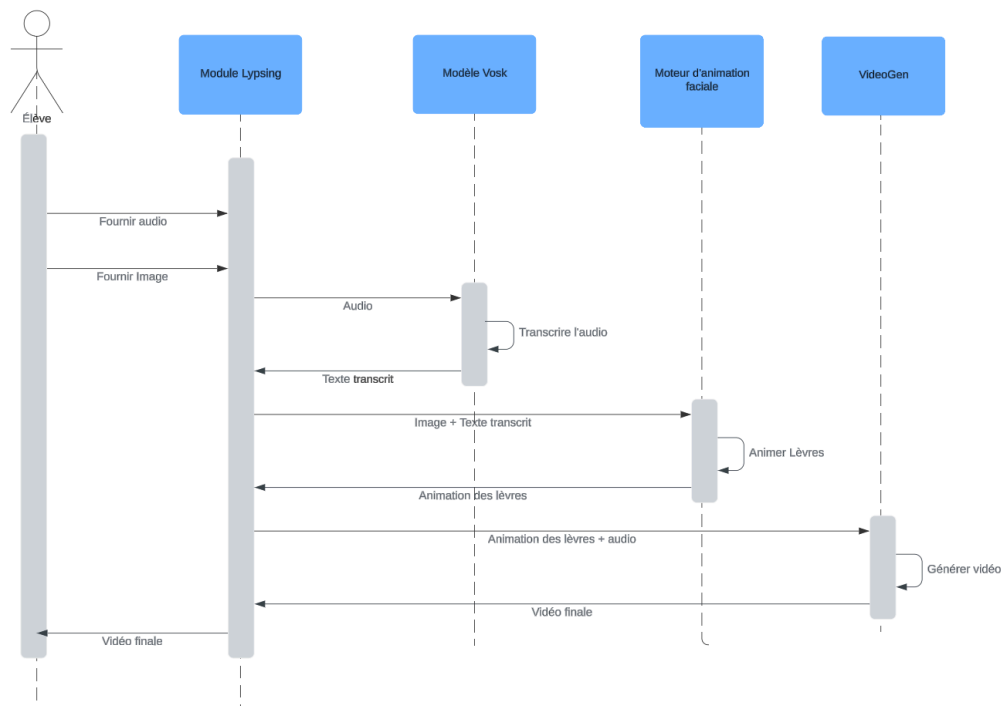 Élève
Module Lypsing
Modèle Vosk
Moteur d'animation
faciale
VideoGen
Fournir audio
Fournir Image
Audio
Transcrire l'audio
Texte transcrit
Image + Texte transcrit
Animer Lèvres
Animation des lèvres
Animation des lèvres + audio
Générer vidéo
Vidéo finale
Vidéo finale